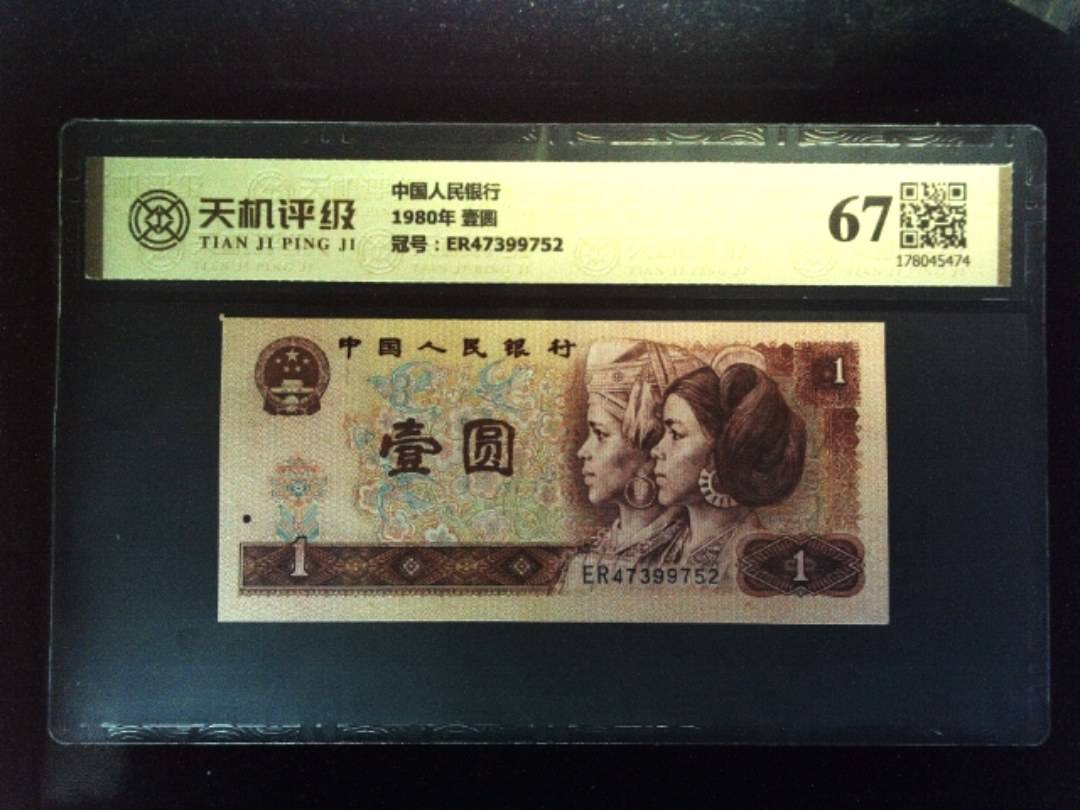 天机评级
TIAN JI PING JI
中国人民银行
1980年 壹圆
冠号：ER47399752
67
178045474
中国人民银行
1
壹圆
1
ER47399752
1